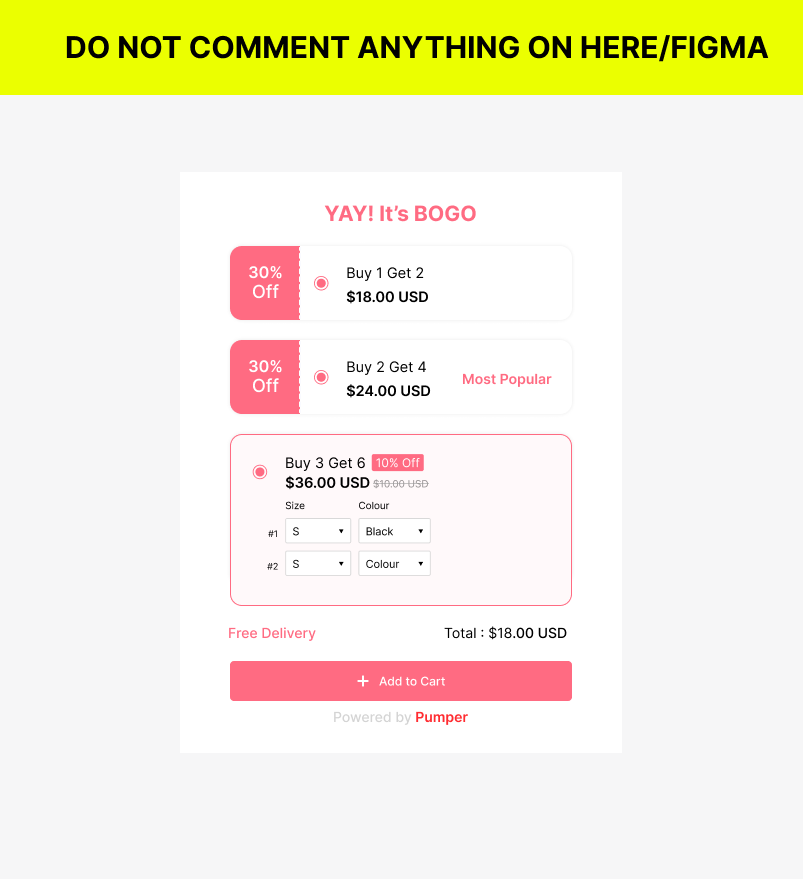 DO NOT COMMENT ANYTHING ON HERE/FIGMA
YAY! It’s BOGO
30%
Off
Buy 1 Get 2
$18.00 USD
30%
Off
Buy 2 Get 4
$24.00 USD
Most Popular
Buy 3 Get 6 10% Off
$36.00 USD $10.00 USD
Size Colour
#1 S Black
#2 S Colour
Free Delivery Total : $18.00 USD
+ Add to Cart
Powered by Pumper